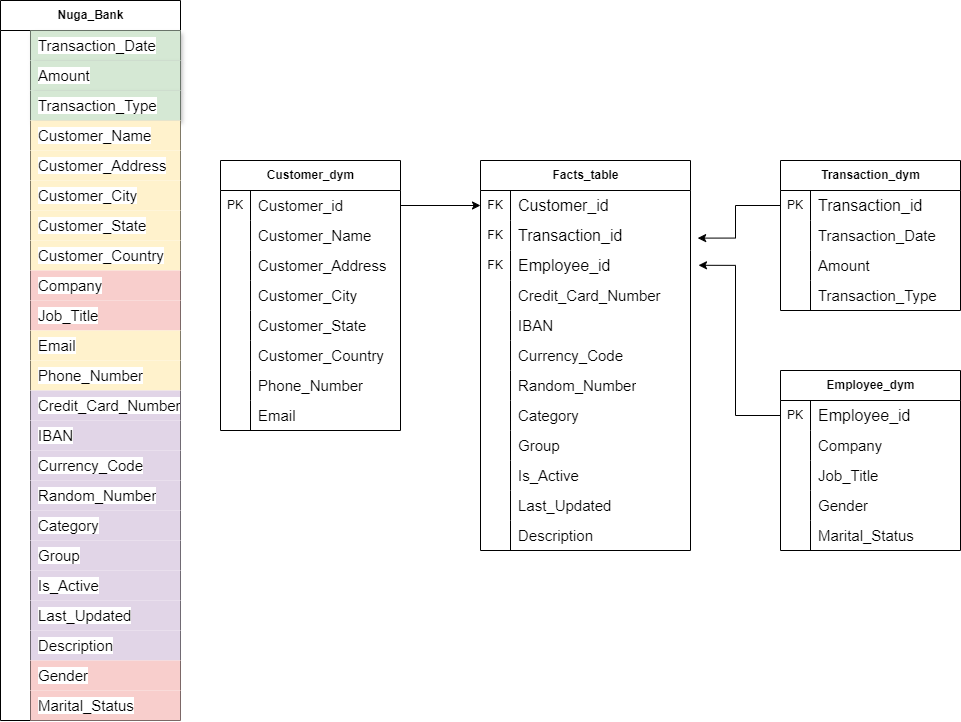 Nuga_Bank
Transaction_Date
Amount
Transaction_Type
Customer_Name
Customer_Address
Customer_City
Customer_State
Customer_Country
Company
Job_Title
Email
Phone_Number
Credit_Card_Number
IBAN
Currency_Code
Random_Number
Category
Group
Is_Active
Last_Updated
Description
Gender
Marital_Status
Customer_dym
PK Customer_id
Customer_Name
Customer_Address
Customer_City
Customer_State
Customer_Country
Phone_Number
Email
Facts_table
FK Customer_id
FK Transaction_id
FK Employee_id
Credit_Card_Number
IBAN
Currency_Code
Random_Number
Category
Group
Is_Active
Last_Updated
Description
Transaction_dym
PK Transaction_id
Transaction_Date
Amount
Transaction_Type
Employee_dym
PK Employee_id
Company
Job_Title
Gender
Marital_Status